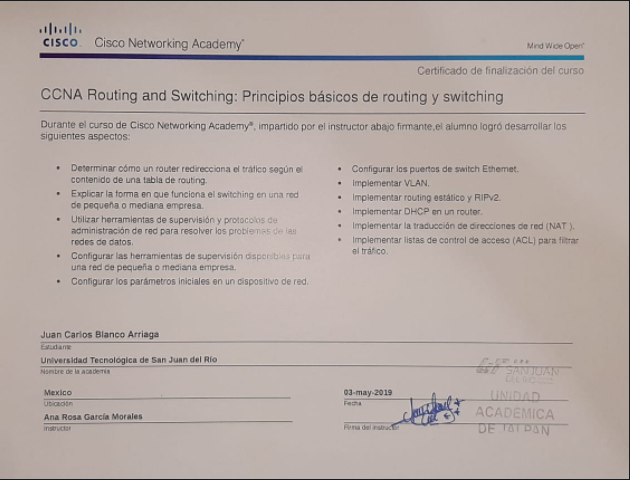 CISCO Cisco Networking Academy®
Mind Wide Open®
Certificado de finalización del curso
CCNA Routing and Switching: Principios básicos de routing y switching
Durante el curso de Cisco Networking Academy®, impartido por el instructor abajo firmante,el alumno logró desarrollar los
siguientes aspectos:
• Determinar cómo un router redirecciona el tráfico según el
contenido de una tabla de routing.
• Explicar la forma en que funciona el switching en una red
de pequeña o mediana empresa.
• Utilizar herramientas de supervisión y protocolos de
administración de red para resolver los problemas de las
redes de datos.
• Configurar las herramientas de supervisión disponibles para
una red de pequeña o mediana empresa.
• Configurar los parámetros iniciales en un dispositivo de red.
• Configurar los puertos de switch Ethernet.
• Implementar VLAN.
• Implementar routing estático y RIPv2.
• Implementar DHCP en un router.
• Implementar la traducción de direcciones de red (NAT ).
• Implementar listas de control de acceso (ACL) para filtrar
el tráfico.
Juan Carlos Blanco Arriaga
Estudiante
Universidad Tecnológica de San Juan del Río
Nombre de la academia
Mexico
Ubicación
03-may-2019
Fecha
Ana Rosa García Morales
Instructor
Firma del instructor
SAN JUAN
DEL RIO
UNIDAD
ACADEMICA
DE JALPAN